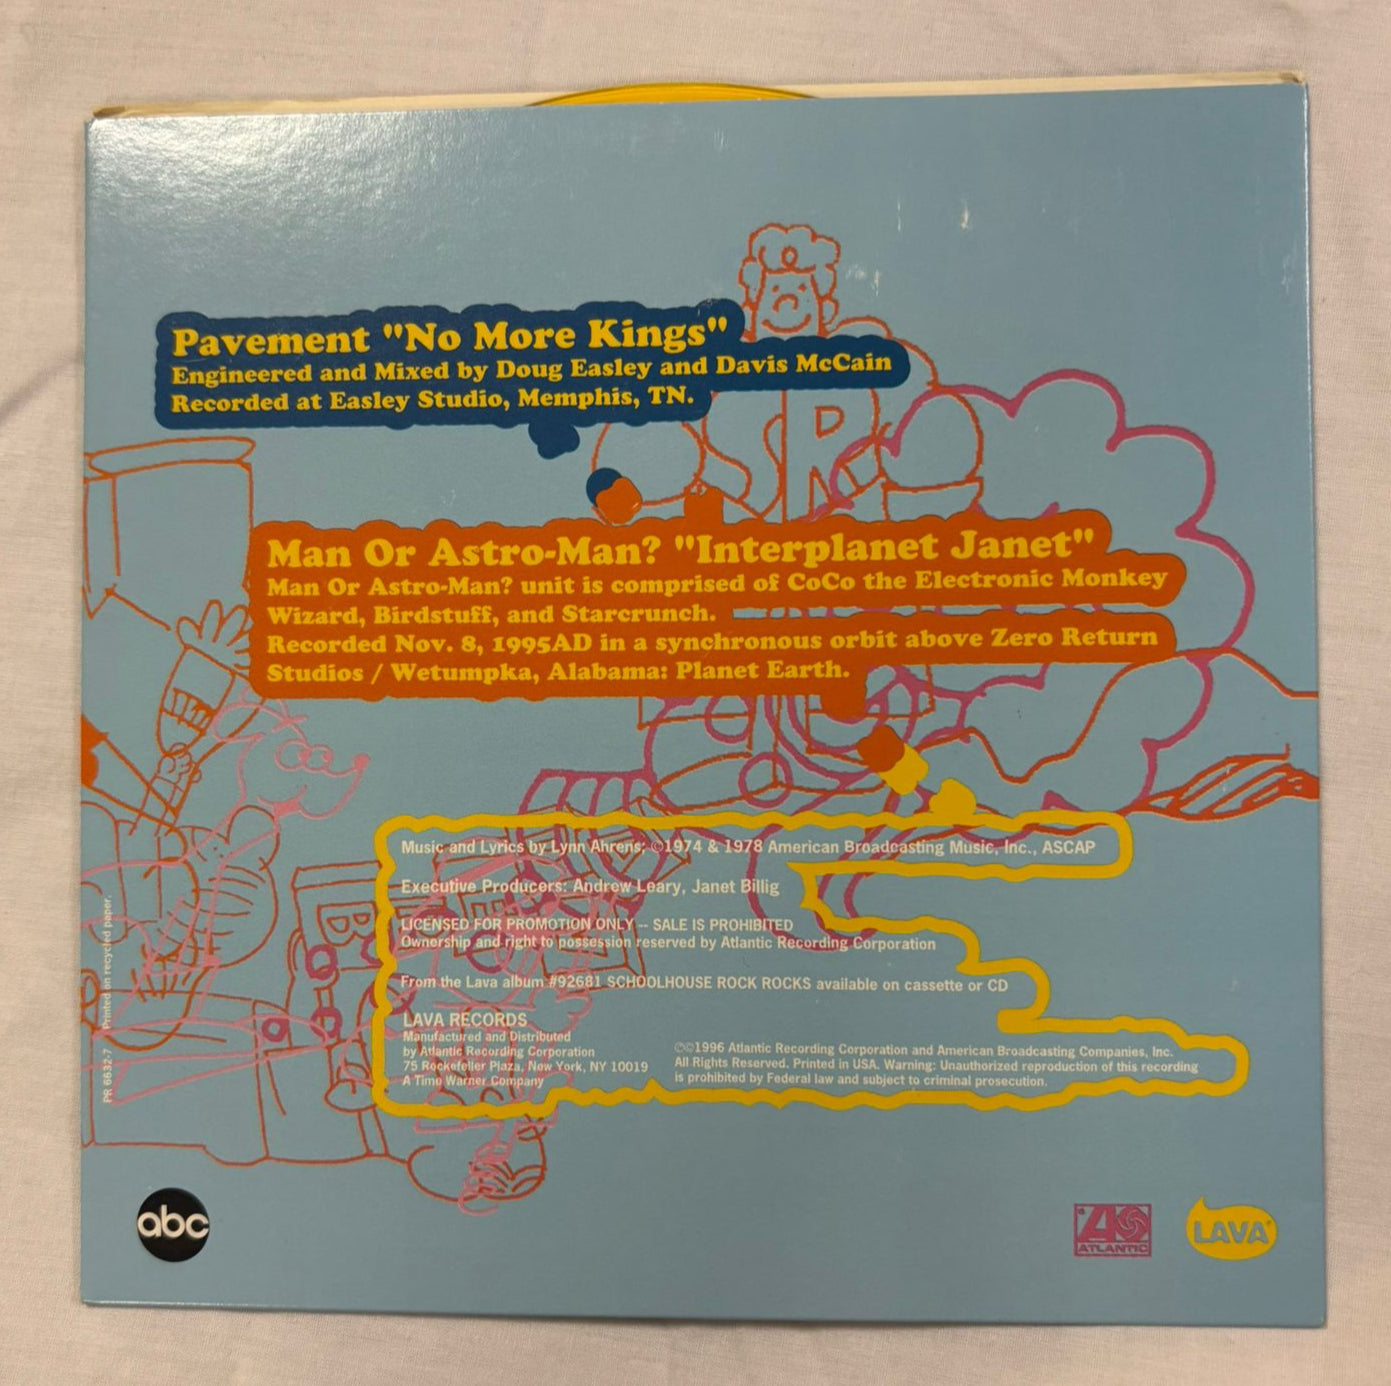 Pavement "No More Kings"
Engineered and Mixed by Doug Easley and Davis McCain
Recorded at Easley Studio, Memphis, TN.
SR
Man Or Astro-Man? "Interplanet Janet"
Man Or Astro-Man? unit is comprised of CoCo the Electronic Monkey
Wizard, Birdstuff, and Starcrunch.
Recorded Nov. 8, 1995AD in a synchronous orbit above Zero Return
Studios / Wetumpka, Alabama: Planet Earth.
Music and Lyrics by Lynn Ahrens; ©1974 & 1978 American Broadcasting Music, Inc., ASCAP
Executive Producers: Andrew Leary, Janet Billig
LICENSED FOR PROMOTION ONLY -- SALE IS PROHIBITED
Ownership and right to possession reserved by Atlantic Recording Corporation
From the Lava album #92681 SCHOOLHOUSE ROCK ROCKS available on cassette or CD
LAVA RECORDS
Manufactured and Distributed
by Atlantic Recording Corporation
75 Rockefeller Plaza, New York, NY 10019
A Time Warner Company
℗©1996 Atlantic Recording Corporation and American Broadcasting Companies, Inc.
All Rights Reserved. Printed in USA. Warning: Unauthorized reproduction of this recording
is prohibited by Federal law and subject to criminal prosecution.
PR 6632-7 Printed on recycled paper.
abc
ATLANTIC
LAVA®